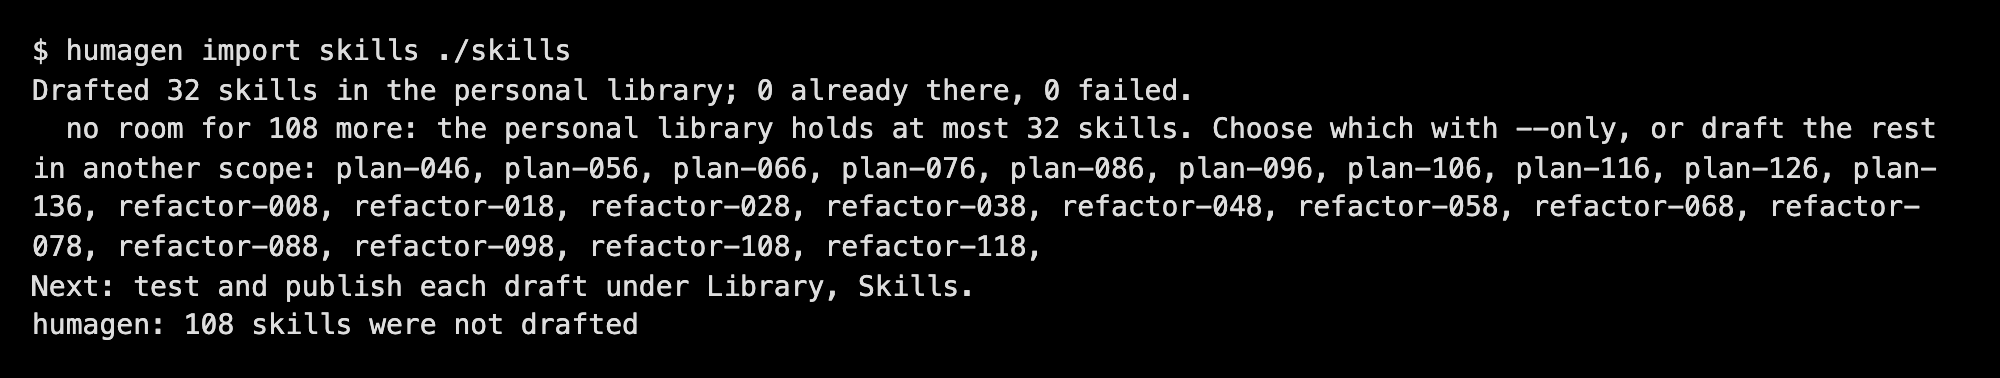 $ humagen import skills ./skills
Drafted 32 skills in the personal library; 0 already there, 0 failed.
  no room for 108 more: the personal library holds at most 32 skills. Choose which with --only, or draft the rest
in another scope: plan-046, plan-056, plan-066, plan-076, plan-086, plan-096, plan-106, plan-116, plan-126, plan-
136, refactor-008, refactor-018, refactor-028, refactor-038, refactor-048, refactor-058, refactor-068, refactor-
078, refactor-088, refactor-098, refactor-108, refactor-118,
Next: test and publish each draft under Library, Skills.
humagen: 108 skills were not drafted